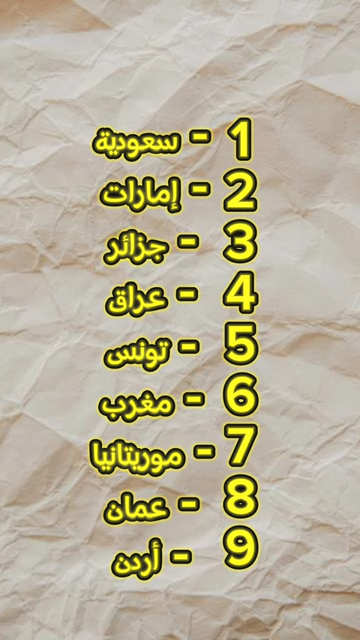 1 - سعودية
2 - إمارات
3 - جزائر
4 - عراق
5 - تونس
6 - مغرب
7 - موريتانيا
8 - عمان
9 - أردن